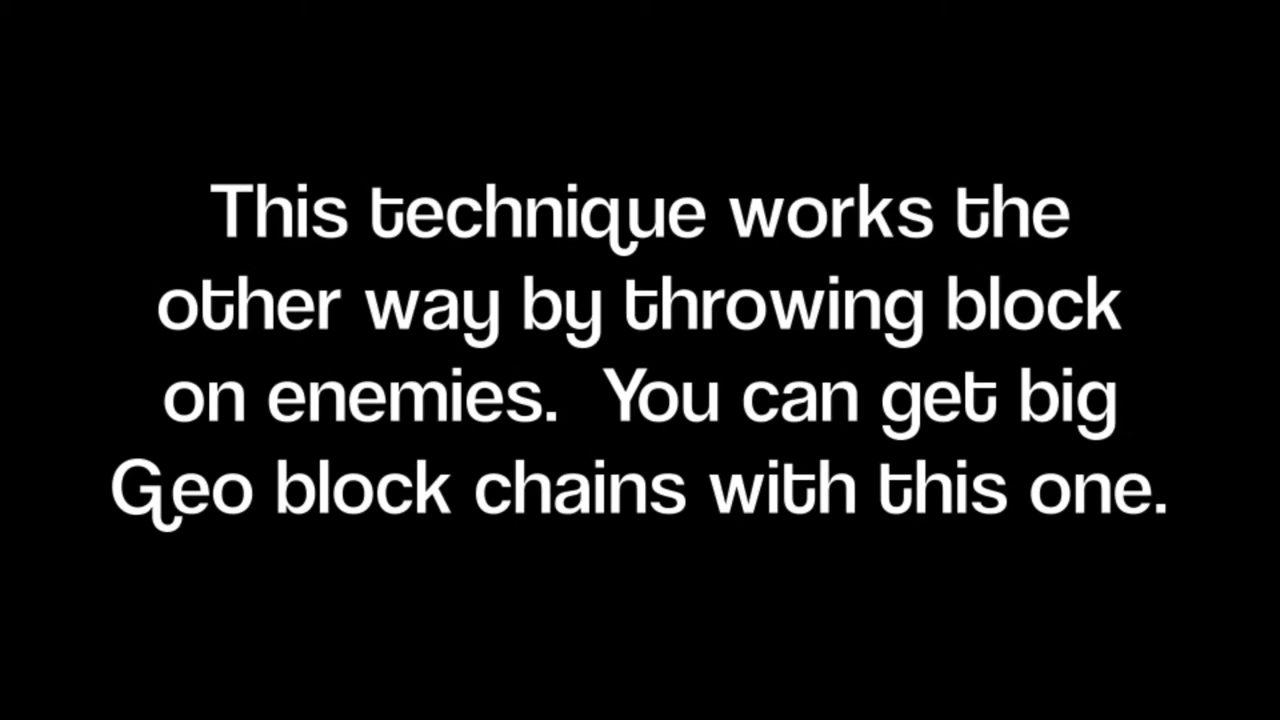 This technique works the
other way by throwing block
on enemies.  You can get big
Geo block chains with this one.